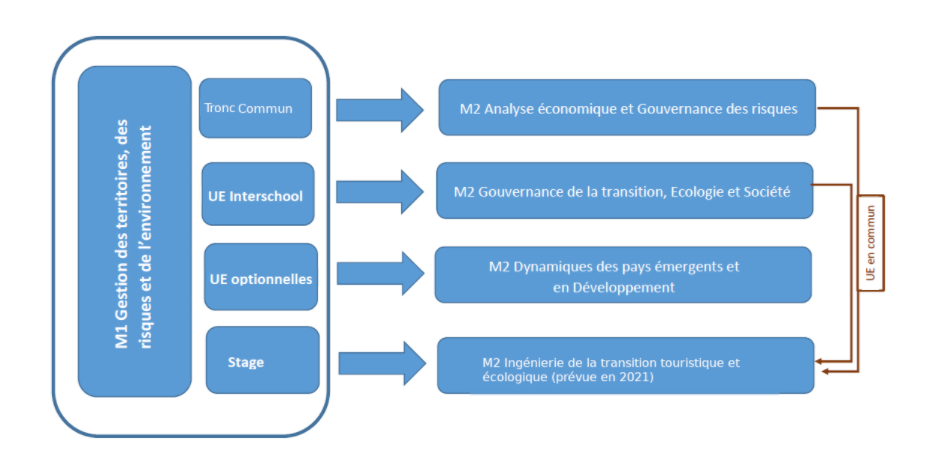 M1 Gestion des territoires, des
risques et de l'environnement
Tronc Commun
UE Interschool
UE optionnelles
Stage
M2 Analyse économique et Gouvernance des risques
M2 Gouvernance de la transition, Ecologie et Société
M2 Dynamiques des pays émergents et
en Développement
M2 Ingénierie de la transition touristique et
écologique (prévue en 2021)
UE en commun